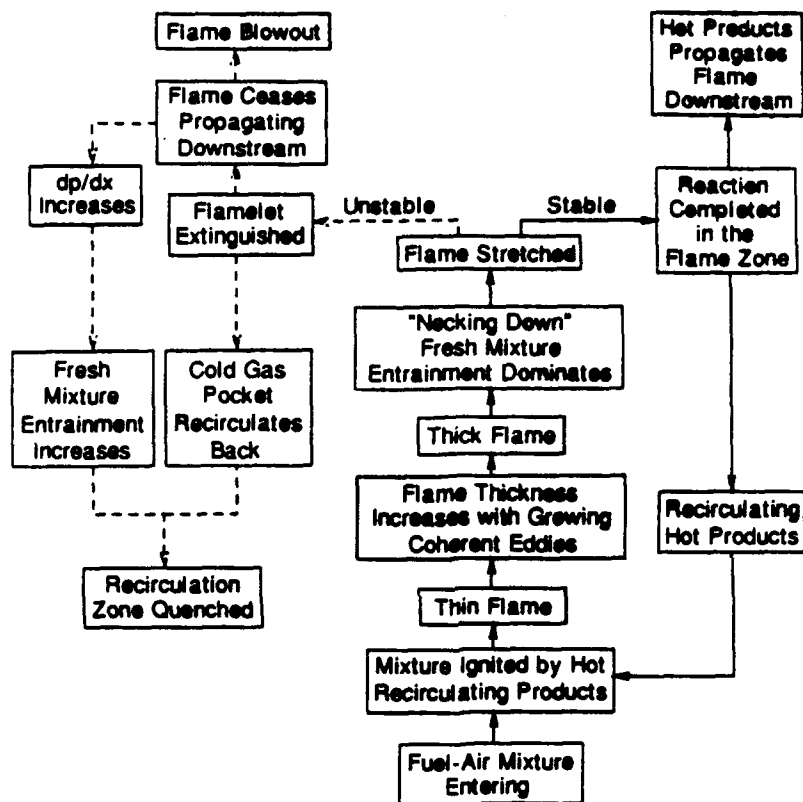 Flame Blowout
Flame Ceases
Propagating
Downstream
dp/dx
Increases
Flamelet
Extinguished
Unstable
Stable
Hot Products
Propagates
Flame
Downstream
Reaction
Completed
in the
Flame Zone
Flame Stretched
"Necking Down"
Fresh Mixture
Entrainment Dominates
Fresh
Mixture
Entrainment
Increases
Cold Gas
Pocket
Recirculates
Back
Thick Flame
Flame Thickness
Increases with Growing
Coherent Eddies
Recirculating
Hot Products
Recirculation
Zone Quenched
Thin Flame
Mixture Ignited by Hot
Recirculating Products
Fuel-Air Mixture
Entering